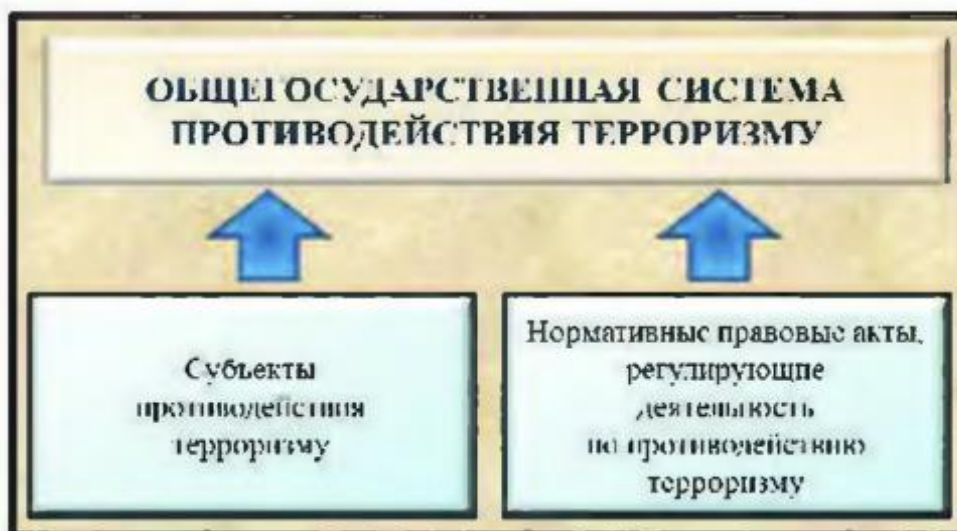 ОБЩЕГОСУДАРСТВЕННАЯ СИСТЕМА
ПРОТИВОДЕЙСТВИЯ ТЕРРОРИЗМУ
Субъекты
противодействия
терроризму
Нормативные правовые акты,
регулирующие
деятельность
по противодействию
терроризму